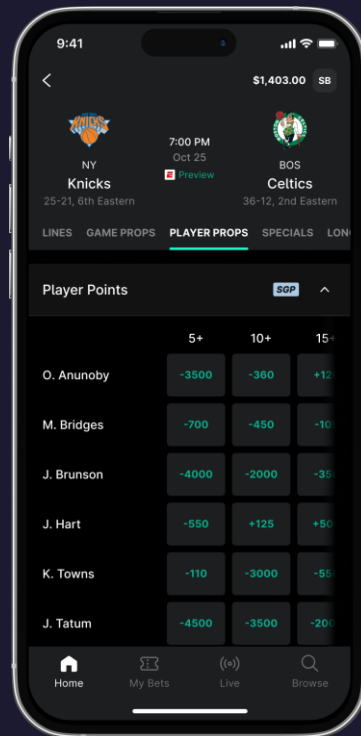 9:41
$1,403.00 SB
KNICKS
NY
Knicks
25-21, 6th Eastern
7:00 PM
Oct 25
E Preview
BOS
Celtics
36-12, 2nd Eastern
LINES GAME PROPS PLAYER PROPS SPECIALS
Player Points SGP
5+ 10+ 15+
O. Anunoby -3500 -360
M. Bridges -700 -450
J. Brunson -4000 -2000
J. Hart -550 +125
K. Towns -110 -3000
J. Tatum -4500 -3500
Home My Bets Live Browse